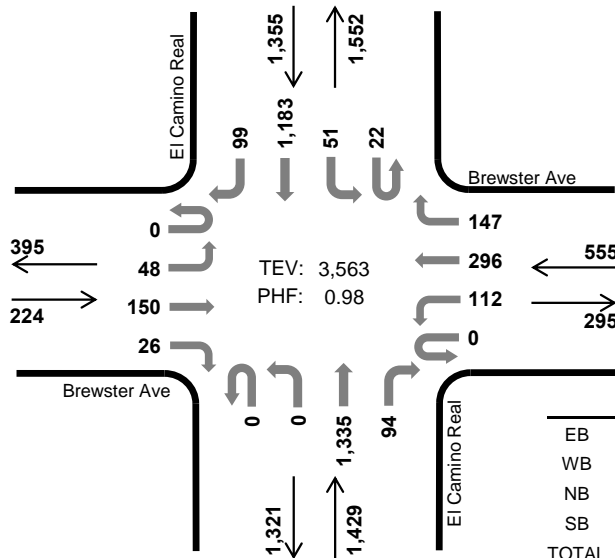 1,355
1,552
El Camino Real
99
1,183
51
22
Brewster Ave
0
147
395
48
TEV: 3,563
296
555
224
150
PHF: 0.98
112
295
26
0
Brewster Ave
0
0
1,335
94
El Camino Real
1,321
1,429
EB
WB
NB
SB
TOTAL